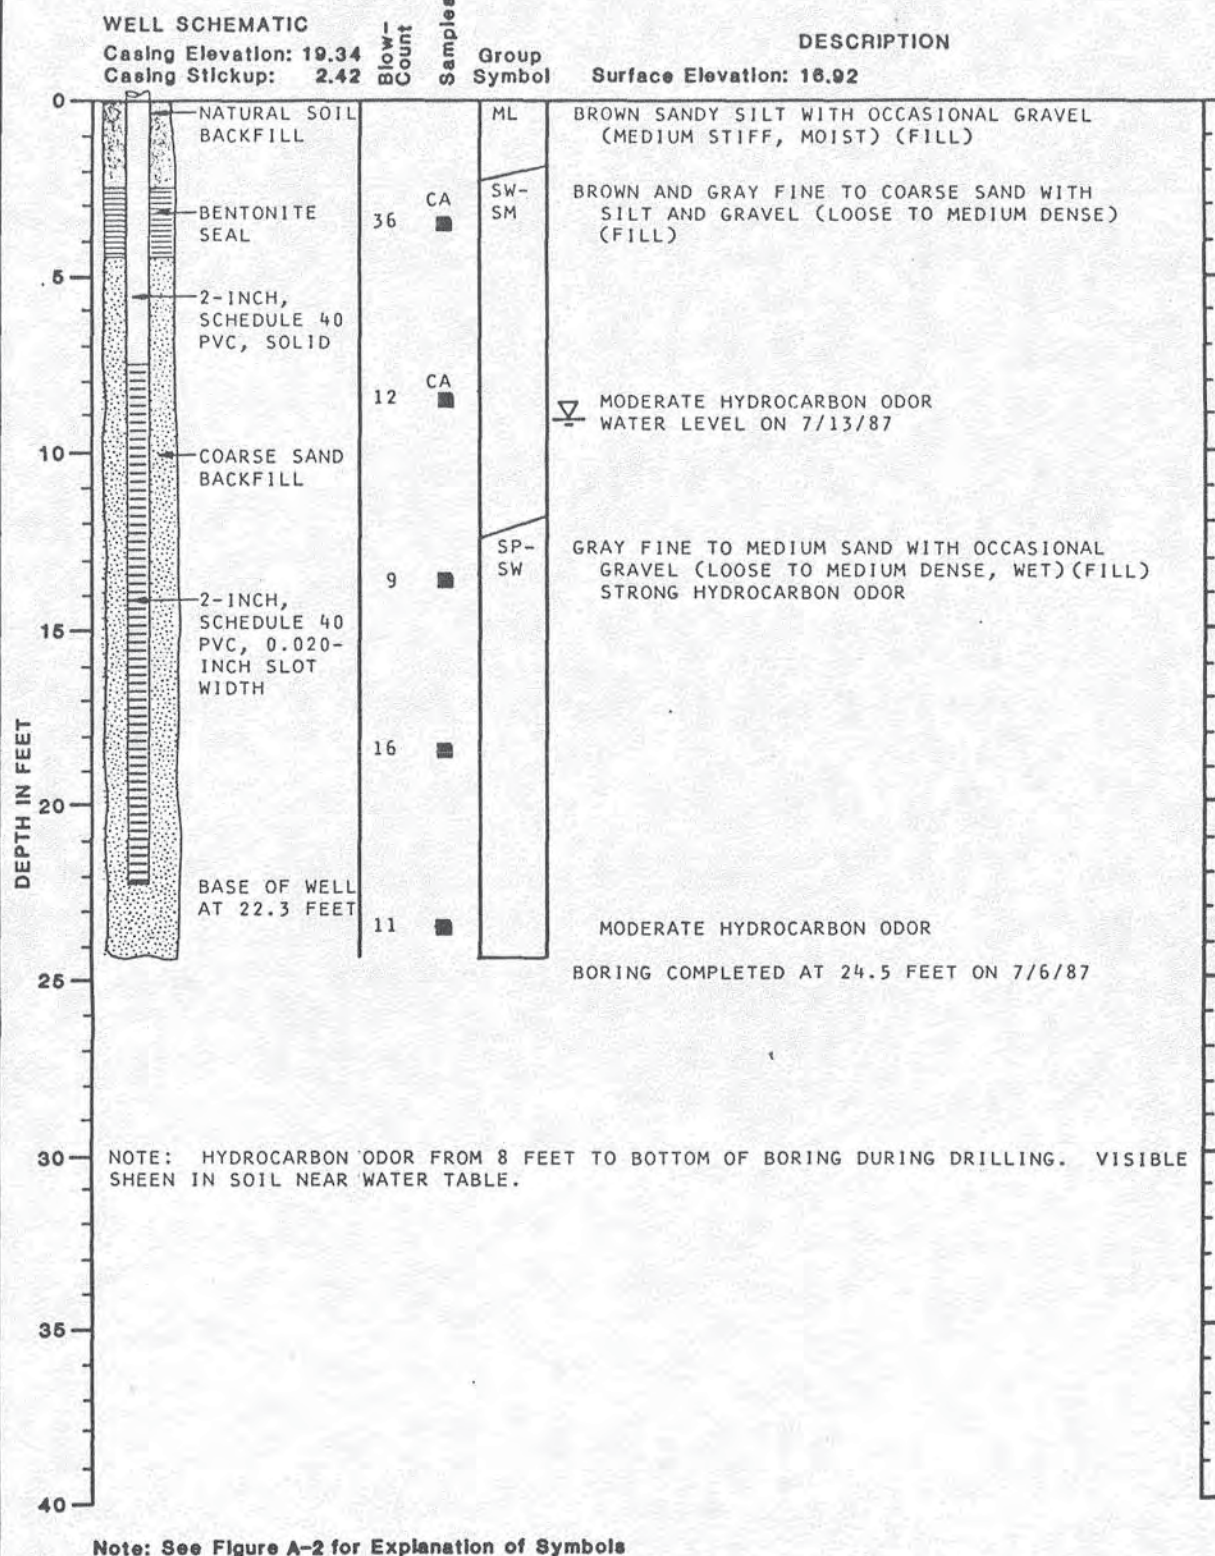 WELL SCHEMATIC
Casing Elevation: 19.34
Casing Stickup: 2.42
Blow-
Count
Samples
Group
Symbol
DESCRIPTION
Surface Elevation: 16.92
0
5
10
15
20
25
30
35
40
DEPTH IN FEET
NATURAL SOIL
BACKFILL
BENTONITE
SEAL
2-INCH,
SCHEDULE 40
PVC, SOLID
COARSE SAND
BACKFILL
2-INCH,
SCHEDULE 40
PVC, 0.020-
INCH SLOT
WIDTH
BASE OF WELL
AT 22.3 FEET
36
12
9
16
11
CA
CA
ML
SW-
SM
SP-
SW
BROWN SANDY SILT WITH OCCASIONAL GRAVEL
(MEDIUM STIFF, MOIST) (FILL)
BROWN AND GRAY FINE TO COARSE SAND WITH
SILT AND GRAVEL (LOOSE TO MEDIUM DENSE)
(FILL)
MODERATE HYDROCARBON ODOR
WATER LEVEL ON 7/13/87
GRAY FINE TO MEDIUM SAND WITH OCCASIONAL
GRAVEL (LOOSE TO MEDIUM DENSE, WET)(FILL)
STRONG HYDROCARBON ODOR
MODERATE HYDROCARBON ODOR
BORING COMPLETED AT 24.5 FEET ON 7/6/87
NOTE: HYDROCARBON ODOR FROM 8 FEET TO BOTTOM OF BORING DURING DRILLING. VISIBLE
SHEEN IN SOIL NEAR WATER TABLE.
Note: See Figure A-2 for Explanation of Symbols